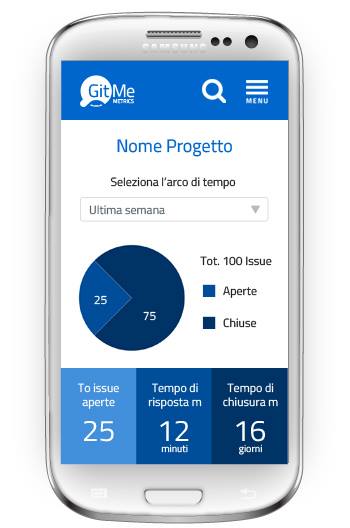 SAMSUNG
GitMe
METRICS
MENU
Nome Progetto
Seleziona l'arco di tempo
Ultima semana
Tot. 100 Issue
25
75
Aperte
Chiuse
To issue
aperte
25
Tempo di
risposta m
12
minuti
Tempo di
chiusura m
16
giorni